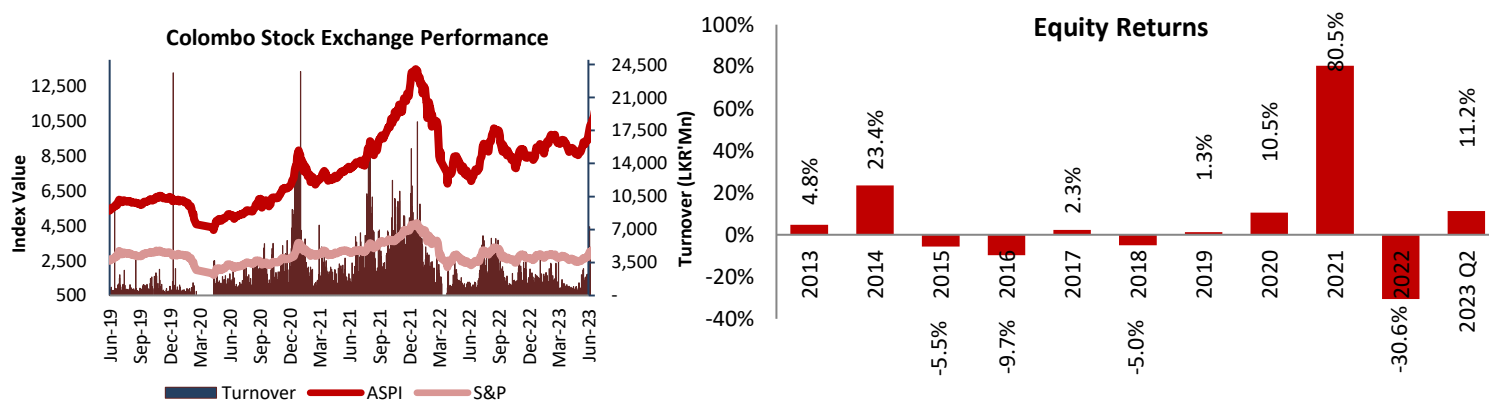 Colombo Stock Exchange Performance
Index Value
12,500
10,500
8,500
6,500
4,500
2,500
500
24,500
21,000
17,500
14,000
10,500
7,000
3,500
-
Turnover (LKR'Mn)
Jun-19
Sep-19
Dec-19
Mar-20
Jun-20
Sep-20
Dec-20
Mar-21
Jun-21
Sep-21
Dec-21
Mar-22
Jun-22
Sep-22
Dec-22
Mar-23
Jun-23
Turnover ASPI S&P
Equity Returns
100%
80%
60%
40%
20%
0%
-20%
-40%
4.8%
23.4%
-5.5%
-9.7%
2.3%
-5.0%
1.3%
10.5%
80.5%
-30.6%
11.2%
2013
2014
2015
2016
2017
2018
2019
2020
2021
2022
2023 Q2